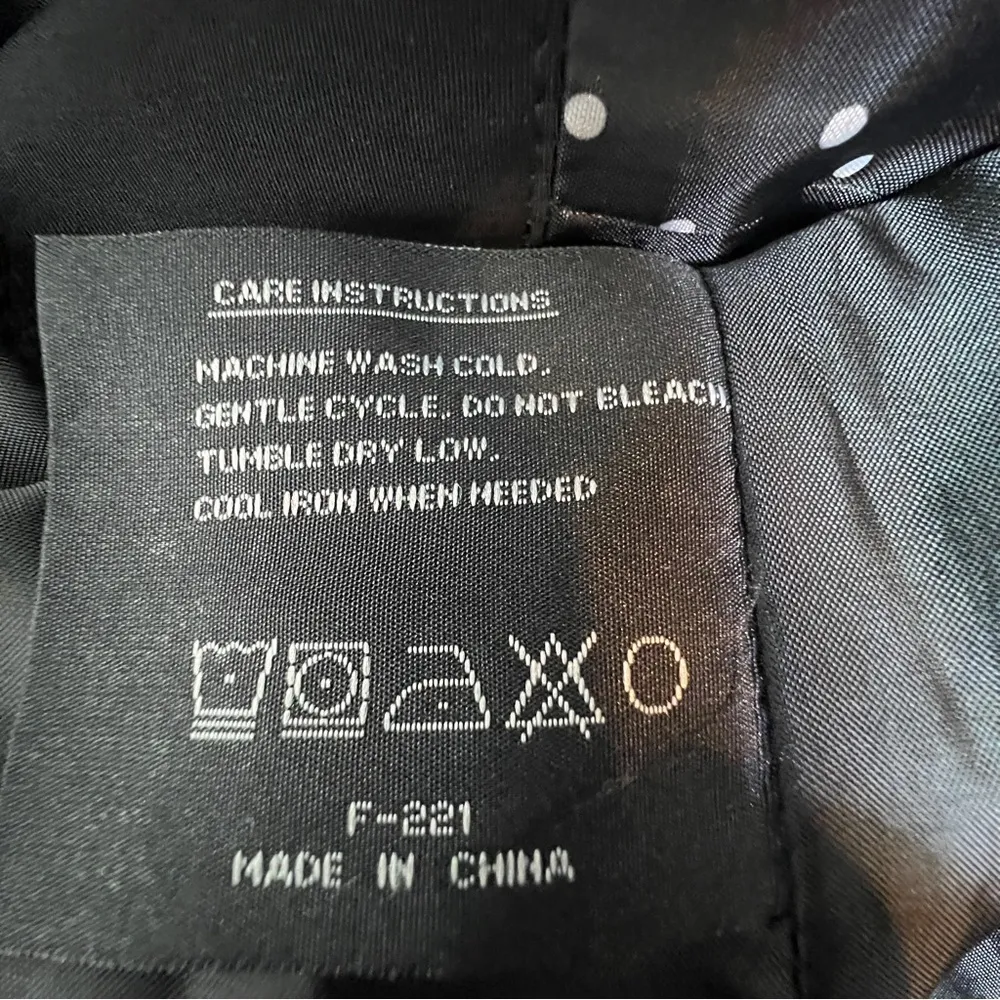 CARE INSTRUCTIONS
MACHINE WASH COLD.
GENTLE CYCLE. DO NOT BLEACH
TUMBLE DRY LOW.
COOL IRON WHEN NEEDED
F-221
MADE IN CHINA